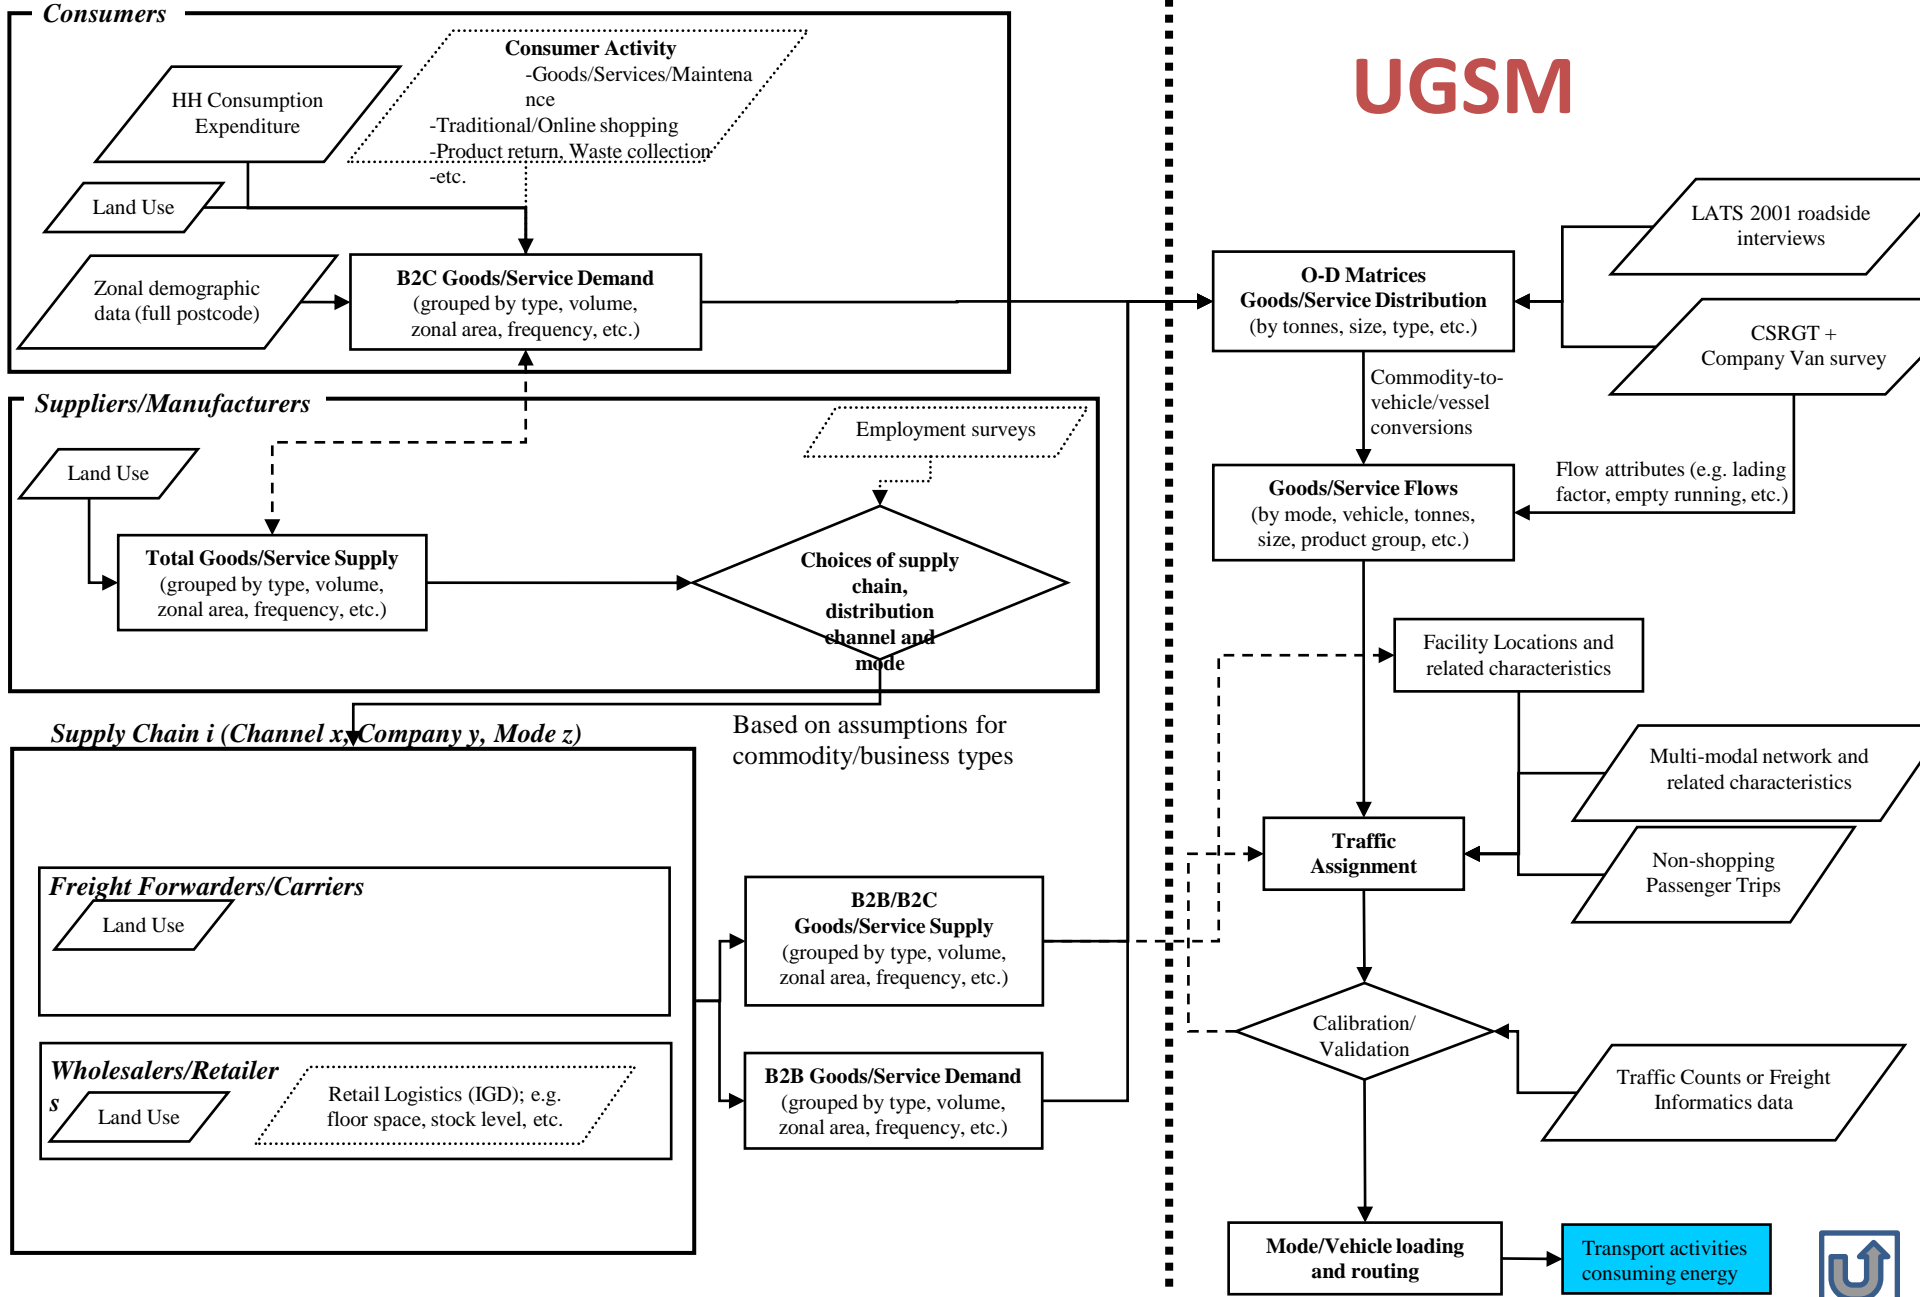 Consumers
Consumer Activity
-Goods/Services/Maintena
nce
-Traditional/Online shopping
-Product return, Waste collection
-etc.
HH Consumption
Expenditure
Land Use
Zonal demographic
data (full postcode)
B2C Goods/Service Demand
(grouped by type, volume,
zonal area, frequency, etc.)
Suppliers/Manufacturers
Employment surveys
Land Use
Total Goods/Service Supply
(grouped by type, volume,
zonal area, frequency, etc.)
Choices of supply
chain,
distribution
channel and
mode
Supply Chain i (Channel x, Company y, Mode z)
Based on assumptions for
commodity/business types
Freight Forwarders/Carriers
Land Use
Wholesalers/Retailer
s
Land Use
Retail Logistics (IGD); e.g.
floor space, stock level, etc.
B2B/B2C
Goods/Service Supply
(grouped by type, volume,
zonal area, frequency, etc.)
B2B Goods/Service Demand
(grouped by type, volume,
zonal area, frequency, etc.)
UGSM
LATS 2001 roadside
interviews
O-D Matrices
Goods/Service Distribution
(by tonnes, size, type, etc.)
CSRGT +
Company Van survey
Commodity-to-
vehicle/vessel
conversions
Flow attributes (e.g. lading
factor, empty running, etc.)
Goods/Service Flows
(by mode, vehicle, tonnes,
size, product group, etc.)
Facility Locations and
related characteristics
Multi-modal network and
related characteristics
Traffic
Assignment
Non-shopping
Passenger Trips
Calibration/
Validation
Traffic Counts or Freight
Informatics data
Mode/Vehicle loading
and routing
Transport activities
consuming energy